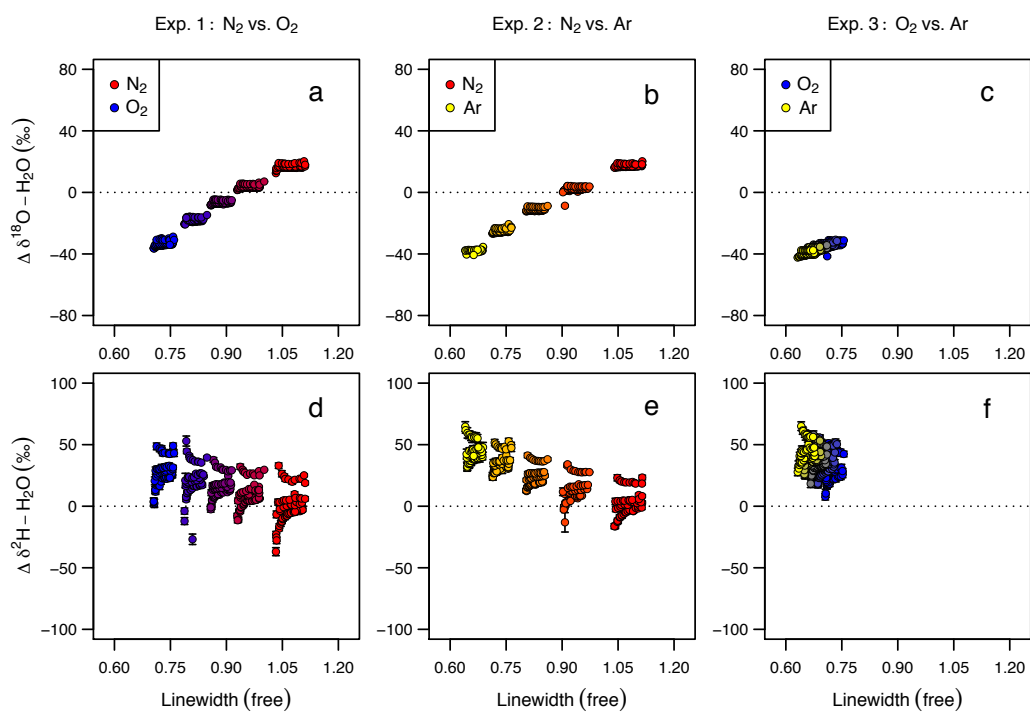 Exp. 1: N₂ vs. O₂
Exp. 2: N₂ vs. Ar
Exp. 3: O₂ vs. Ar
Δ δ¹⁸O – H₂O (‰)
80
40
0
−40
−80
N₂
O₂
a
0.60 0.75 0.90 1.05 1.20
80
40
0
−40
−80
N₂
Ar
b
0.60 0.75 0.90 1.05 1.20
80
40
0
−40
−80
O₂
Ar
c
0.60 0.75 0.90 1.05 1.20
Δ δ²H – H₂O (‰)
100
50
0
−50
−100
d
0.60 0.75 0.90 1.05 1.20
Linewidth (free)
100
50
0
−50
−100
e
0.60 0.75 0.90 1.05 1.20
Linewidth (free)
100
50
0
−50
−100
f
0.60 0.75 0.90 1.05 1.20
Linewidth (free)